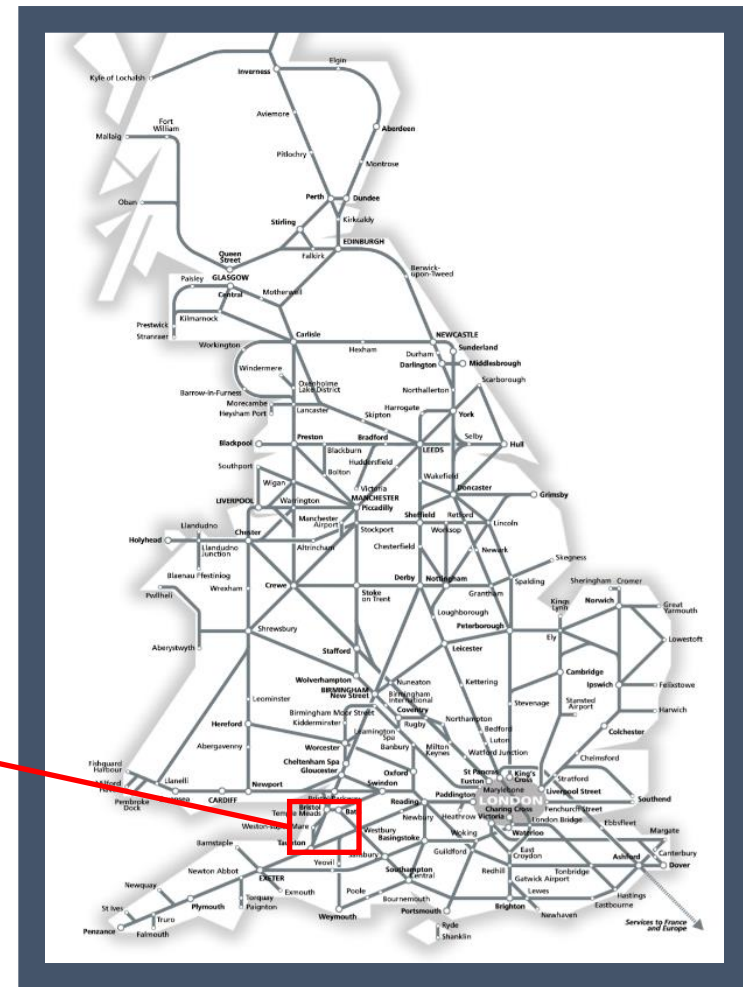 Elgin
Inverness
Kyle of Lochalsh
Aviemore
Fort
William
Aberdeen
Mallaig
Pitlochry
Montrose
Perth
Dundee
Oban
Stirling
Kirkcaldy
EDINBURGH
Queen
Street
Falkirk
Berwick-
upon-Tweed
Paisley
GLASGOW
Central
Motherwell
Prestwick
Kilmarnock
Stranraer
Carlisle
NEWCASTLE
Workington
Hexham
Sunderland
Durham
Darlington
Middlesbrough
Windermere
Oxenholme
Lake District
Northallerton
Scarborough
Barrow-in-Furness
Morecambe
Heysham Port
Lancaster
Harrogate
Skipton
York
Blackpool
Preston
Bradford
Selby
Hull
Blackburn
LEEDS
Huddersfield
Southport
Bolton
Wakefield
Wigan
Victoria
Doncaster
LIVERPOOL
Warrington
MANCHESTER
Piccadilly
Grimsby
Manchester
Airport
Sheffield
Retford
Lincoln
Llandudno
Stockport
Worksop
Holyhead
Chester
Llandudno
Junction
Altrincham
Chesterfield
Newark
Skegness
Blaenau Ffestiniog
Wrexham
Crewe
Stoke
on Trent
Derby
Nottingham
Grantham
Spalding
Sheringham
Cromer
Pwllheli
Kings
Lynn
Norwich
Great
Yarmouth
Loughborough
Peterborough
Shrewsbury
Ely
Lowestoft
Aberystwyth
Stafford
Leicester
Wolverhampton
BIRMINGHAM
New Street
Nuneaton
Birmingham
International
Kettering
Cambridge
Ipswich
Felixstowe
Leominster
Coventry
Stevenage
Stansted
Airport
Harwich
Birmingham Moor Street
Kidderminster
Rugby
Northampton
Hereford
Leamington
Spa
Bedford
Colchester
Abergavenny
Worcester
Banbury
Milton
Keynes
Luton
Watford Junction
Chelmsford
Cheltenham Spa
Gloucester
Oxford
St Pancras
Euston
King's
Cross
Stratford
Fishguard
Harbour
Llanelli
Newport
Swindon
Marylebone
Liverpool Street
Pembroke
Dock
CARDIFF
Reading
Paddington
LONDON
Fenchurch Street
Southend
Bristol
Temple Meads
Newbury
Heathrow
Victoria
Charing Cross
London Bridge
Ebbsfleet
Westbury
Basingstoke
Woking
Waterloo
Margate
Barnstaple
Taunton
Guildford
East
Croydon
Canterbury
Yeovil
Redhill
Tonbridge
Ashford
Dover
Newton Abbot
EXETER
Southampton
Central
Gatwick Airport
Newquay
Exmouth
Poole
Lewes
Hastings
St Ives
Plymouth
Torquay
Paignton
Bournemouth
Eastbourne
Truro
Weymouth
Portsmouth
Brighton
Newhaven
Penzance
Falmouth
Ryde
Shanklin
Services to France
and Europe